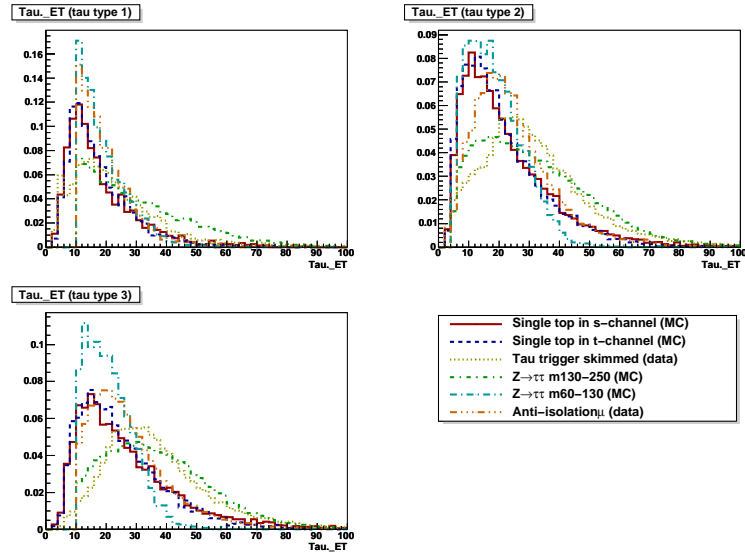 Tau._ET (tau type 1)
0.16
0.14
0.12
0.1
0.08
0.06
0.04
0.02
0
0 10 20 30 40 50 60 70 80 90 100
Tau._ET
Tau._ET (tau type 2)
0.09
0.08
0.07
0.06
0.05
0.04
0.03
0.02
0.01
0
0 10 20 30 40 50 60 70 80 90 100
Tau._ET
Tau._ET (tau type 3)
0.1
0.08
0.06
0.04
0.02
0
0 10 20 30 40 50 60 70 80 90 100
Tau._ET
Single top in s-channel (MC)
Single top in t-channel (MC)
Tau trigger skimmed (data)
Z→ττ m130-250 (MC)
Z→ττ m60-130 (MC)
Anti-isolationμ (data)